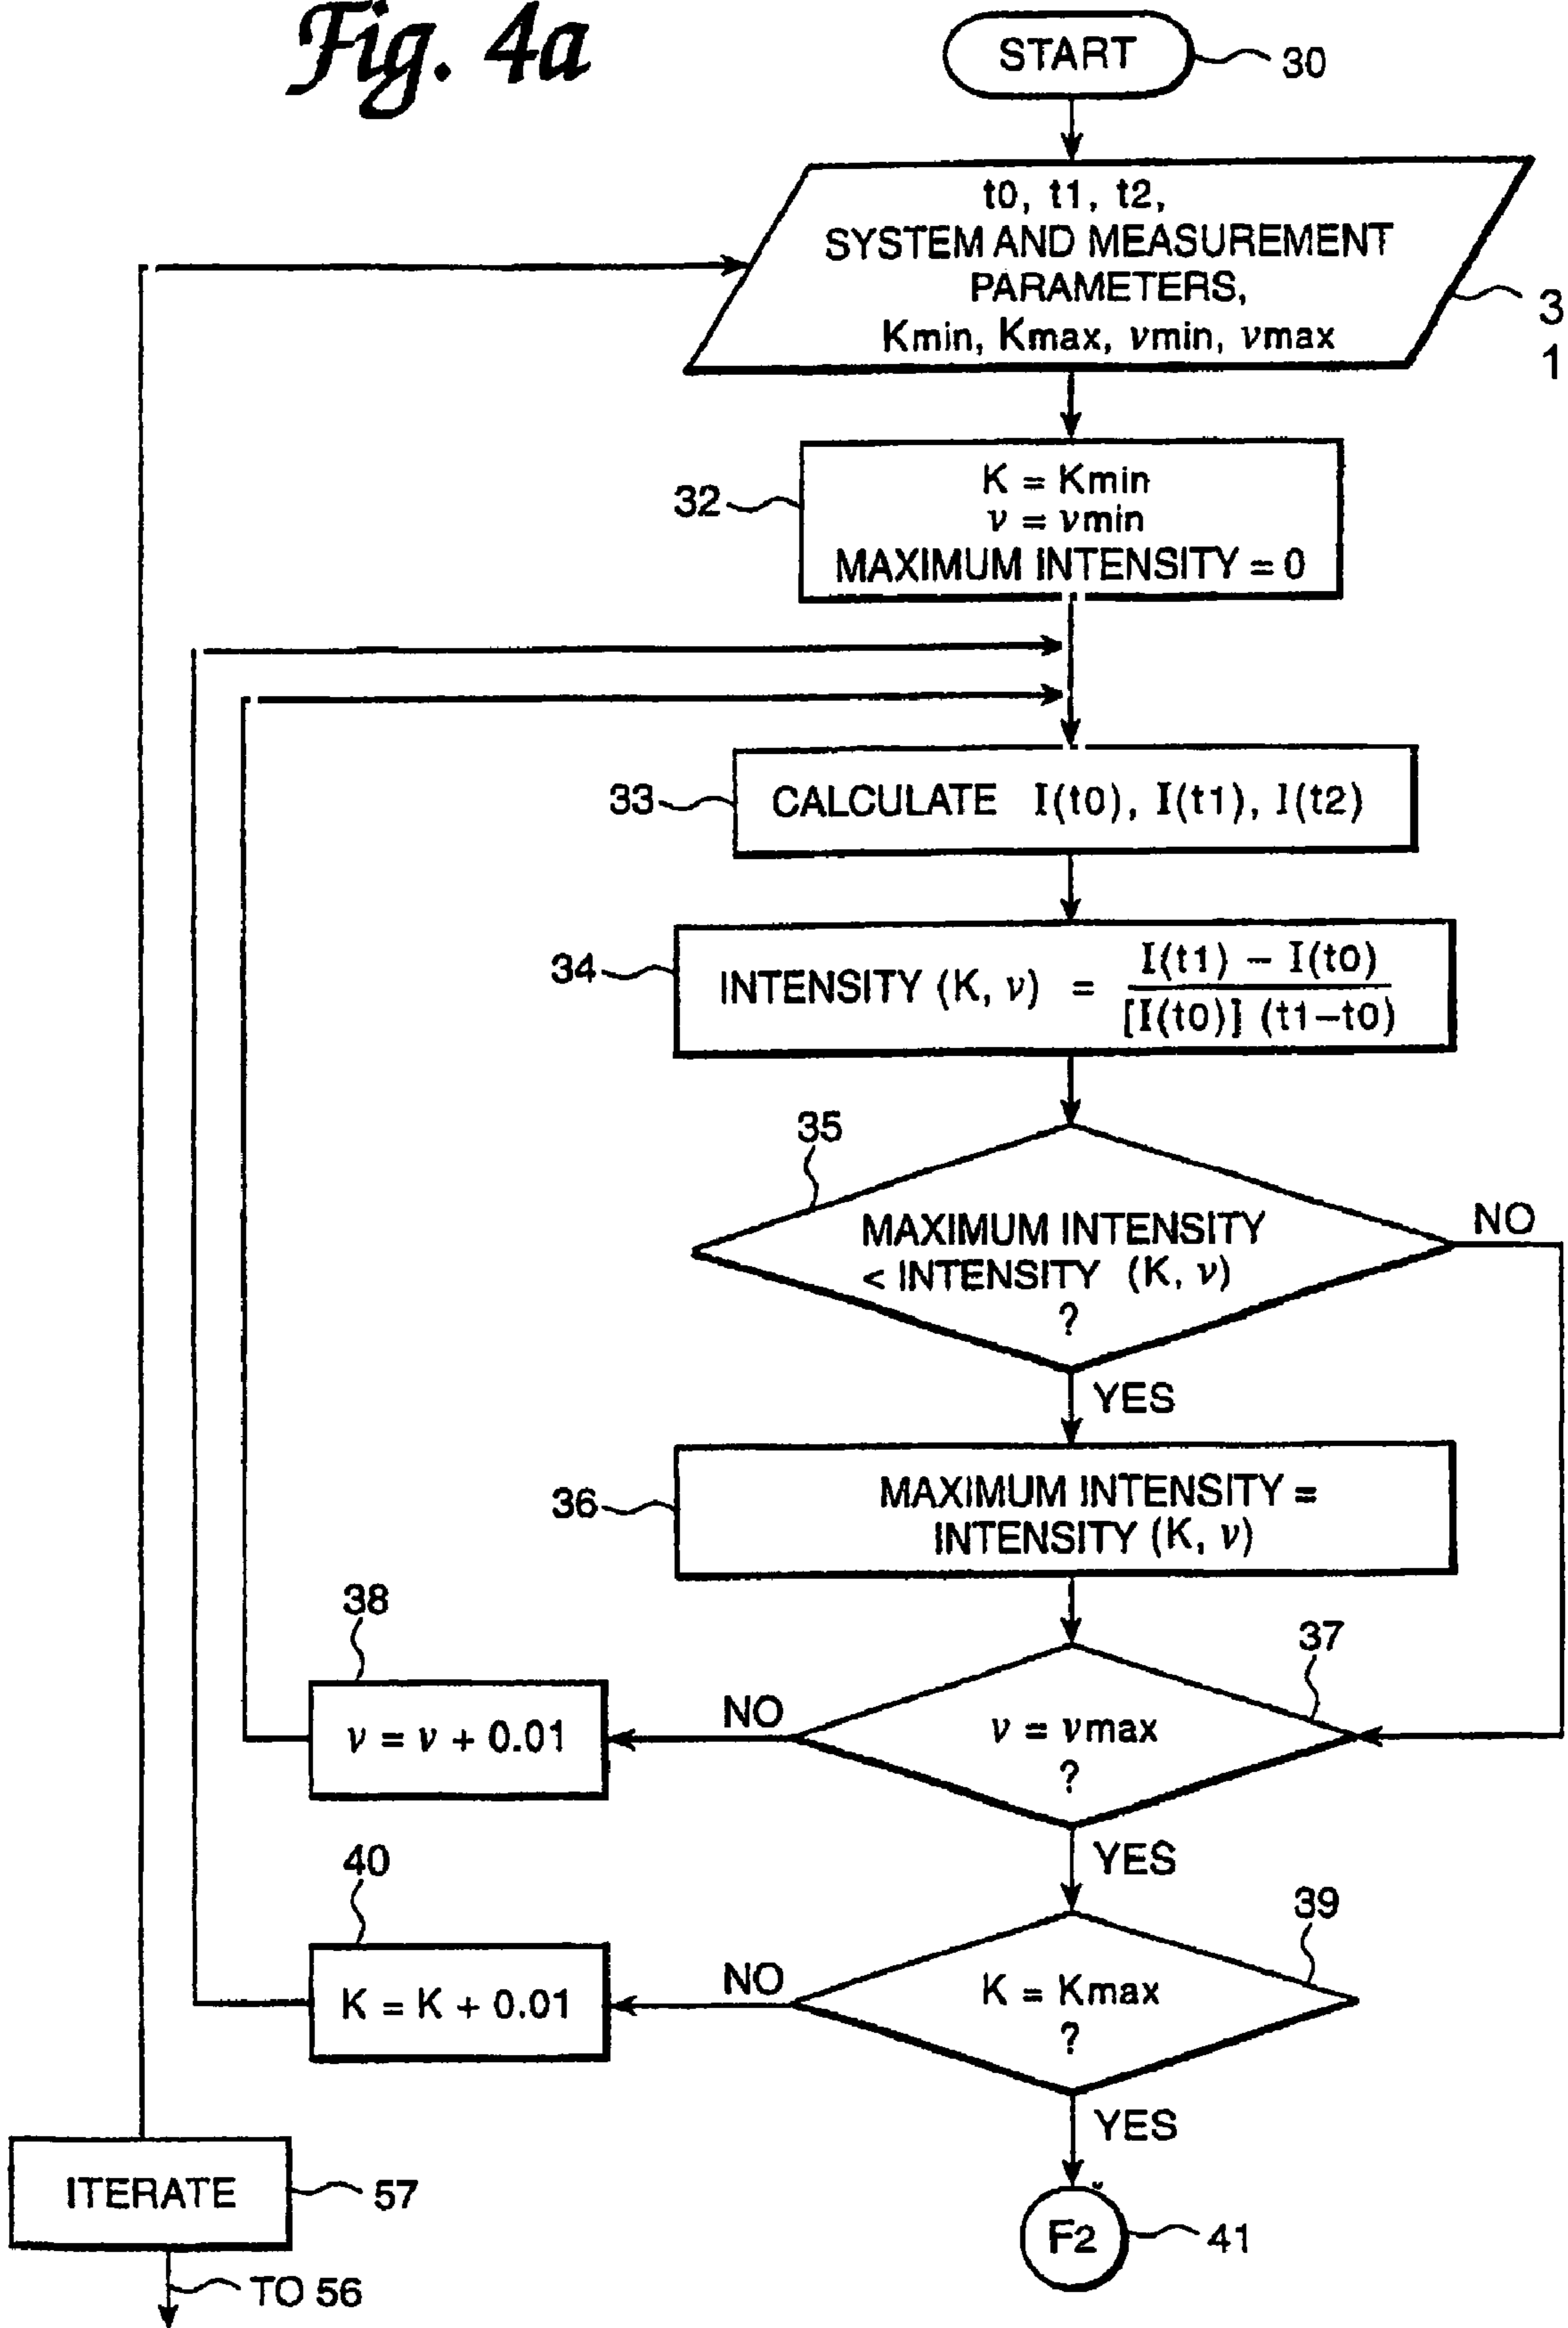 Fig. 4a
START
30
t0, t1, t2,
SYSTEM AND MEASUREMENT
PARAMETERS,
Kmin, Kmax, νmin, νmax
3
1
32
K = Kmin
ν = νmin
MAXIMUM INTENSITY = 0
33
CALCULATE I(t0), I(t1), I(t2)
34
INTENSITY (K, ν) =
I(t1) – I(t0)
[I(t0)] (t1–t0)
35
MAXIMUM INTENSITY
< INTENSITY (K, ν)
?
NO
YES
36
MAXIMUM INTENSITY =
INTENSITY (K, ν)
38
ν = ν + 0.01
NO
37
ν = νmax
?
YES
40
K = K + 0.01
NO
39
K = Kmax
?
YES
ITERATE
57
F2
41
TO 56